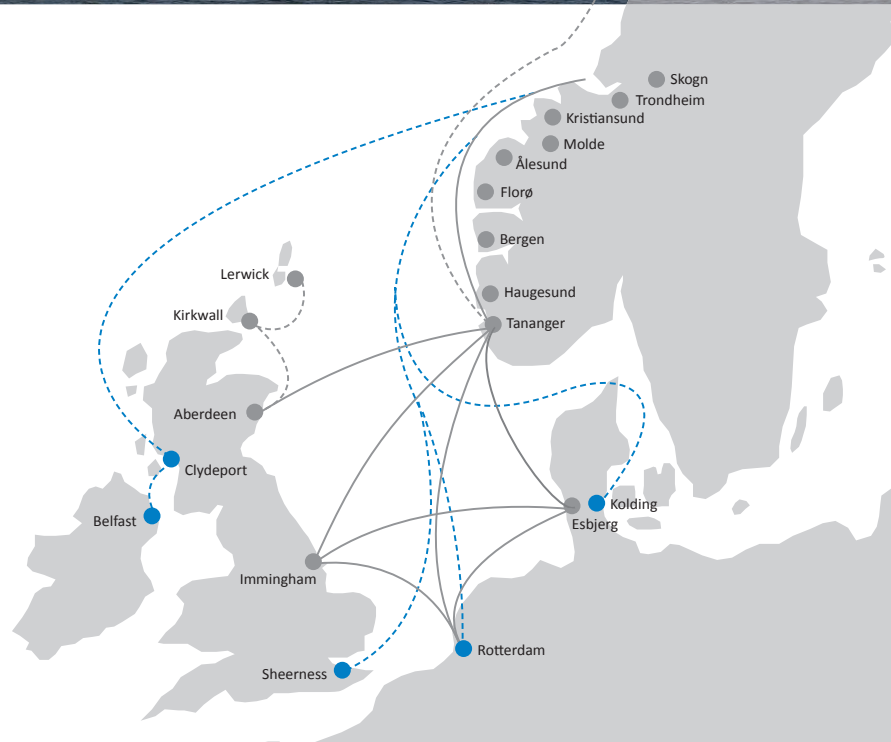 Skogn
Trondheim
Kristiansund
Molde
Ålesund
Florø
Bergen
Lerwick
Haugesund
Kirkwall
Tananger
Aberdeen
Clydeport
Kolding
Belfast
Esbjerg
Immingham
Rotterdam
Sheerness